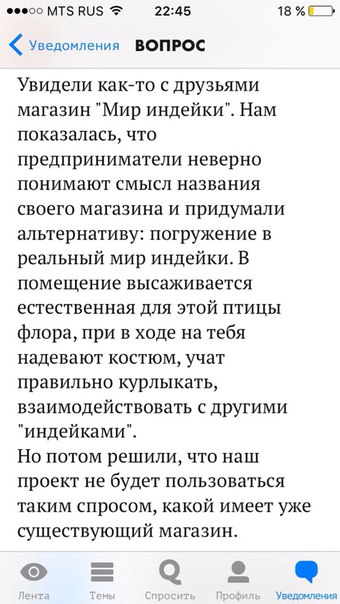 MTS RUS 22:45 18 %
Уведомления ВОПРОС
Увидели как-то с друзьями
магазин "Мир индейки". Нам
показалась, что
предприниматели неверно
понимают смысл названия
своего магазина и придумали
альтернативу: погружение в
реальный мир индейки. В
помещение высаживается
естественная для этой птицы
флора, при в ходе на тебя
надевают костюм, учат
правильно курлыкать,
взаимодействовать с другими
"индейками".
Но потом решили, что наш
проект не будет пользоваться
таким спросом, какой имеет уже
существующий магазин.
Лента Темы Спросить Профиль Уведомления